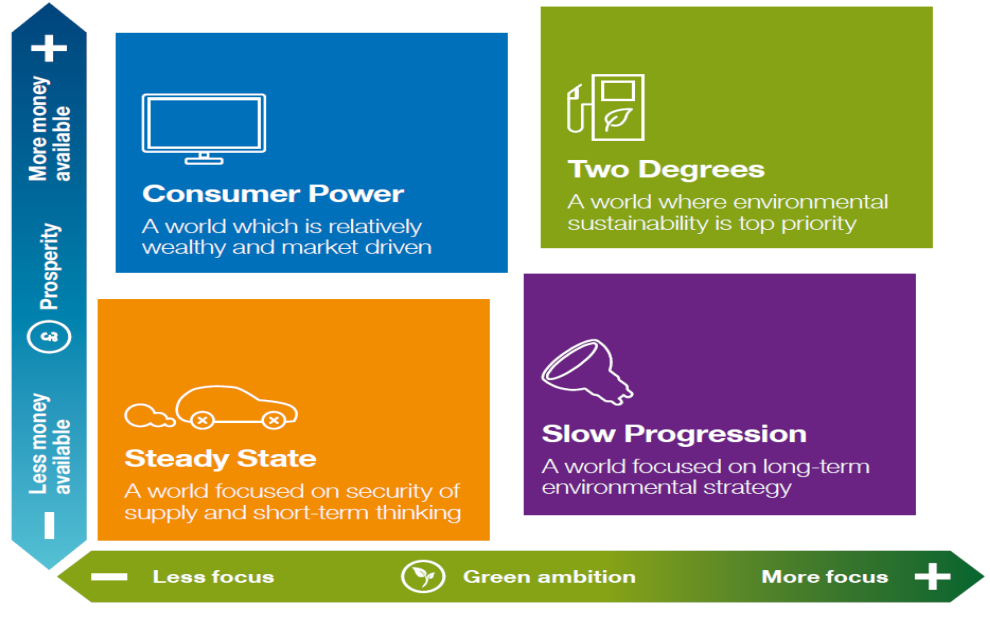 +
More money
available
£ Prosperity
Less money
available
–
Consumer Power
A world which is relatively
wealthy and market driven
Two Degrees
A world where environmental
sustainability is top priority
Steady State
A world focused on security of
supply and short-term thinking
Slow Progression
A world focused on long-term
environmental strategy
– Less focus
Green ambition
More focus +